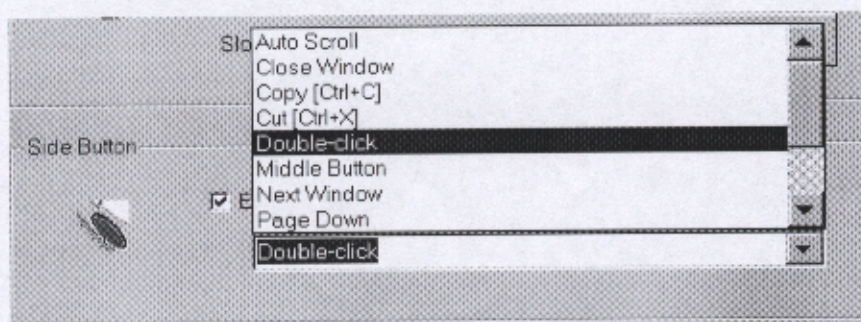 Slo
Auto Scroll
Close Window
Copy [Ctrl+C]
Cut [Ctrl+X]
Double-click
Side Button
Middle Button
E
Next Window
Page Down
Double-click